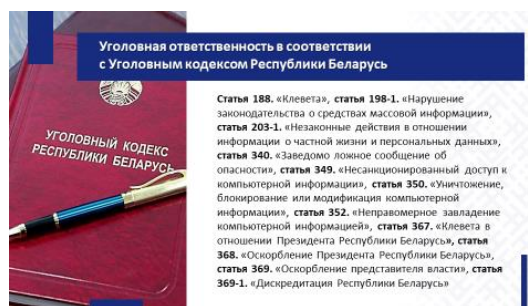 Уголовная ответственность в соответствии
с Уголовным кодексом Республики Беларусь
УГОЛОВНЫЙ КОДЕКС
РЕСПУБЛИКИ БЕЛАРУСЬ
Статья 188. «Клевета», статья 198-1. «Нарушение
законодательства о средствах массовой информации»,
статья 203-1. «Незаконные действия в отношении
информации о частной жизни и персональных данных»,
статья 340. «Заведомо ложное сообщение об
опасности», статья 349. «Несанкционированный доступ к
компьютерной информации», статья 350. «Уничтожение,
блокирование или модификация компьютерной
информации», статья 352. «Неправомерное завладение
компьютерной информацией», статья 367. «Клевета в
отношении Президента Республики Беларусь», статья
368. «Оскорбление Президента Республики Беларусь»,
статья 369. «Оскорбление представителя власти», статья
369-1. «Дискредитация Республики Беларусь»